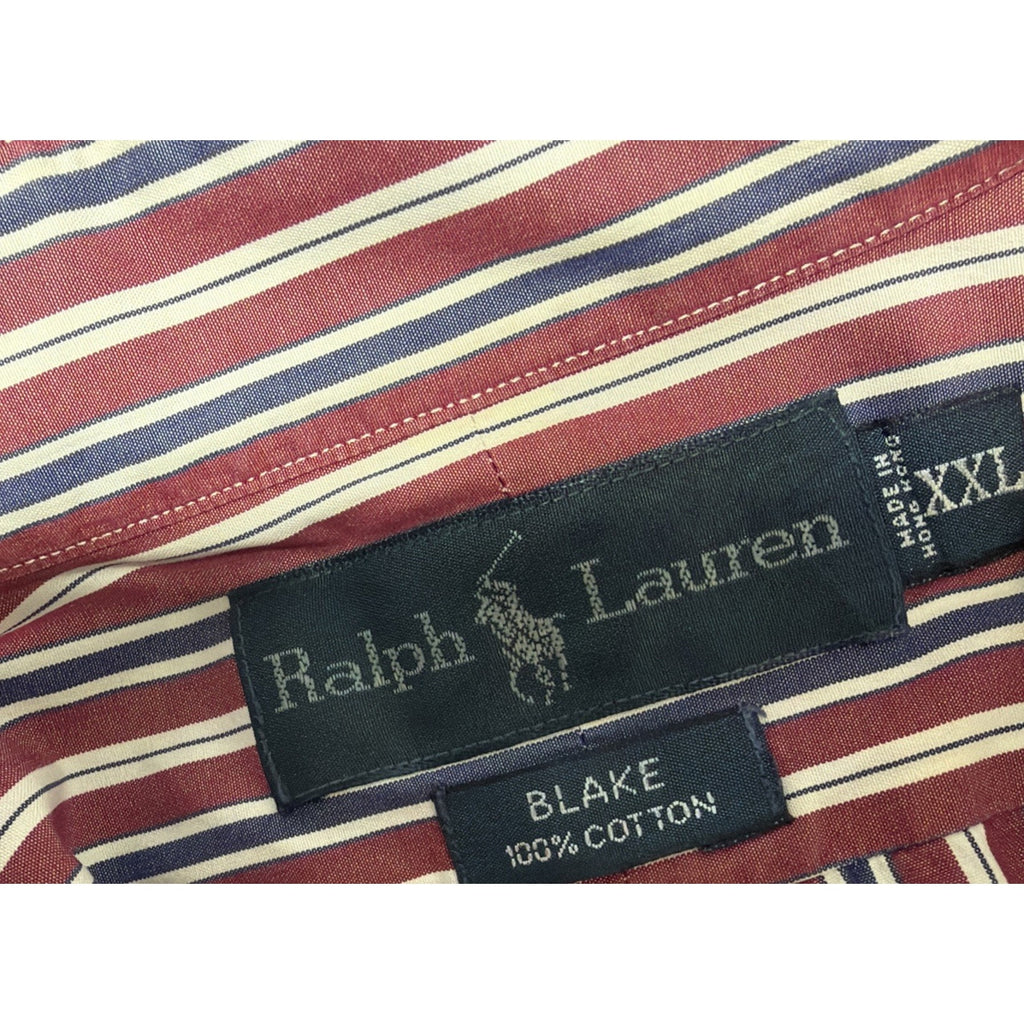 Ralph Lauren
MADE IN
HONG KONG
XXL
BLAKE
100% COTTON